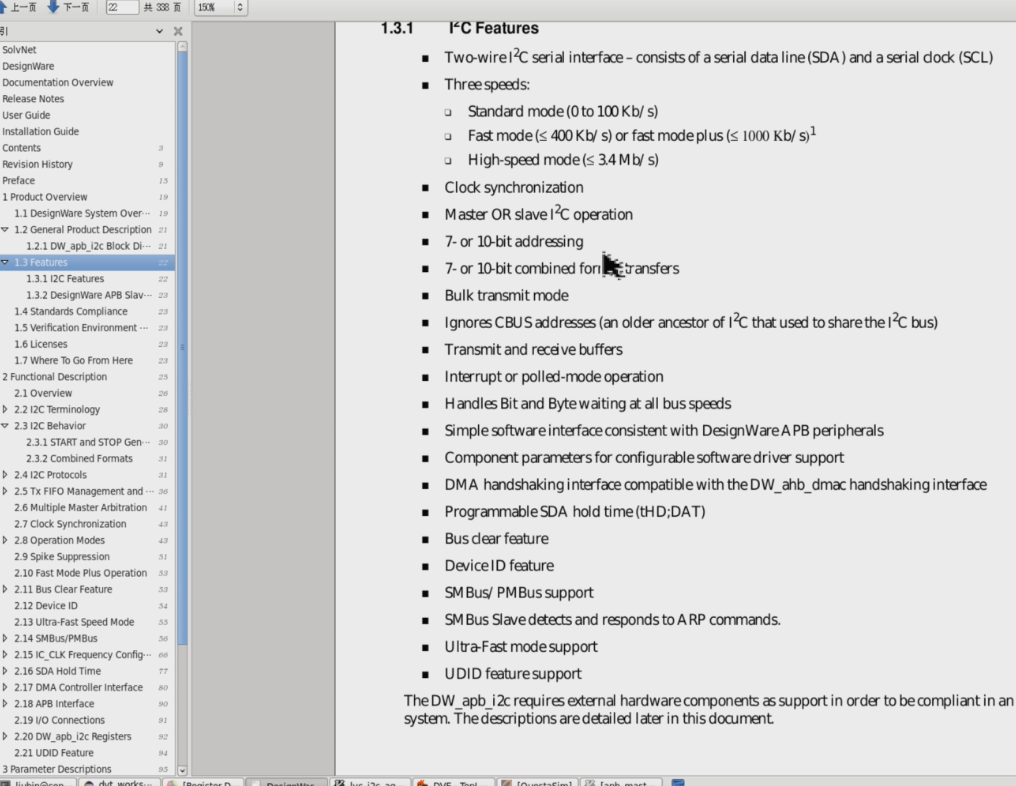 上一页 下一页 22 共 338 页 150%
引
SolvNet
DesignWare
Documentation Overview
Release Notes
User Guide
Installation Guide
Contents 3
Revision History 9
Preface 15
1 Product Overview 19
1.1 DesignWare System Over··· 19
1.2 General Product Description 21
1.2.1 DW_apb_i2c Block Di··· 21
1.3 Features 22
1.3.1 I2C Features 22
1.3.2 DesignWare APB Slav··· 23
1.4 Standards Compliance 23
1.5 Verification Environment ··· 23
1.6 Licenses 23
1.7 Where To Go From Here 23
2 Functional Description 25
2.1 Overview 26
2.2 I2C Terminology 28
2.3 I2C Behavior 30
2.3.1 START and STOP Gen··· 30
2.3.2 Combined Formats 31
2.4 I2C Protocols 31
2.5 Tx FIFO Management and ··· 36
2.6 Multiple Master Arbitration 41
2.7 Clock Synchronization 43
2.8 Operation Modes 43
2.9 Spike Suppression 51
2.10 Fast Mode Plus Operation 53
2.11 Bus Clear Feature 53
2.12 Device ID 54
2.13 Ultra-Fast Speed Mode 55
2.14 SMBus/PMBus 56
2.15 IC_CLK Frequency Config··· 66
2.16 SDA Hold Time 77
2.17 DMA Controller Interface 80
2.18 APB Interface 90
2.19 I/O Connections 91
2.20 DW_apb_i2c Registers 92
2.21 UDID Feature 94
3 Parameter Descriptions 95
1.3.1 I²C Features
■ Two-wire I²C serial interface – consists of a serial data line (SDA) and a serial clock (SCL)
■ Three speeds:
❑ Standard mode (0 to 100 Kb/s)
❑ Fast mode (≤ 400 Kb/s) or fast mode plus (≤ 1000 Kb/s)¹
❑ High-speed mode (≤ 3.4 Mb/s)
■ Clock synchronization
■ Master OR slave I²C operation
■ 7- or 10-bit addressing
■ 7- or 10-bit combined transfers
■ Bulk transmit mode
■ Ignores CBUS addresses (an older ancestor of I²C that used to share the I²C bus)
■ Transmit and receive buffers
■ Interrupt or polled-mode operation
■ Handles Bit and Byte waiting at all bus speeds
■ Simple software interface consistent with DesignWare APB peripherals
■ Component parameters for configurable software driver support
■ DMA handshaking interface compatible with the DW_ahb_dmac handshaking interface
■ Programmable SDA hold time (tHD;DAT)
■ Bus clear feature
■ Device ID feature
■ SMBus/PMBus support
■ SMBus Slave detects and responds to ARP commands.
■ Ultra-Fast mode support
■ UDID feature support
The DW_apb_i2c requires external hardware components as support in order to be compliant in an
system. The descriptions are detailed later in this document.